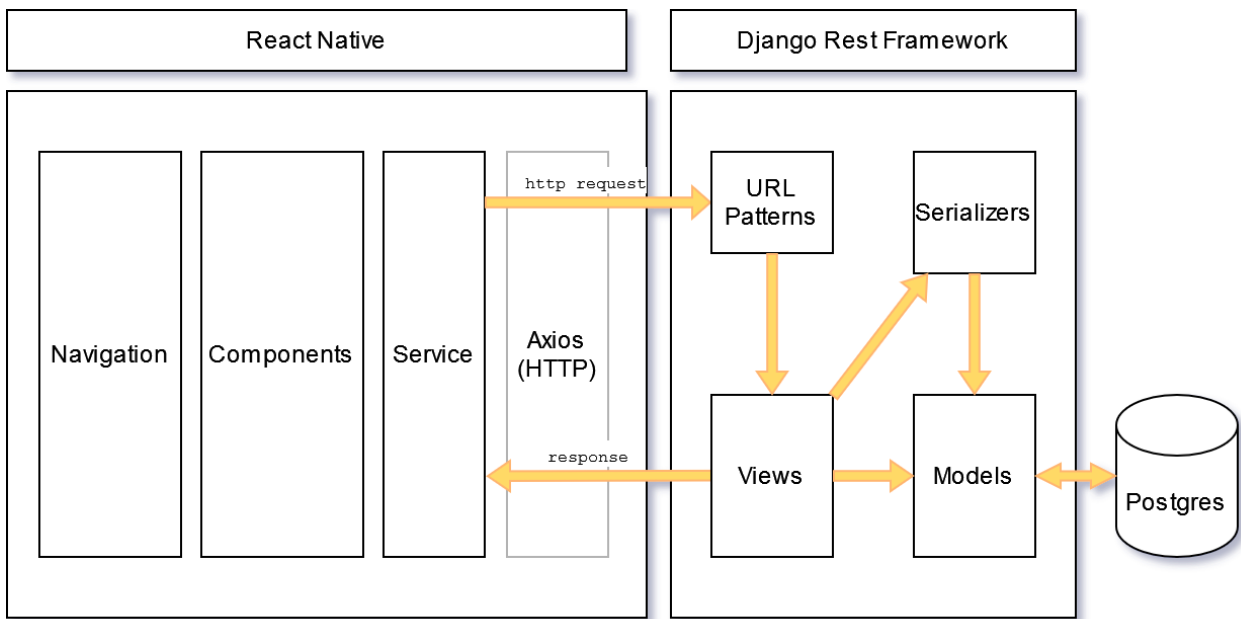 React Native
Django Rest Framework
http request
URL
Patterns
Serializers
Navigation
Components
Service
Axios
(HTTP)
response
Views
Models
Postgres